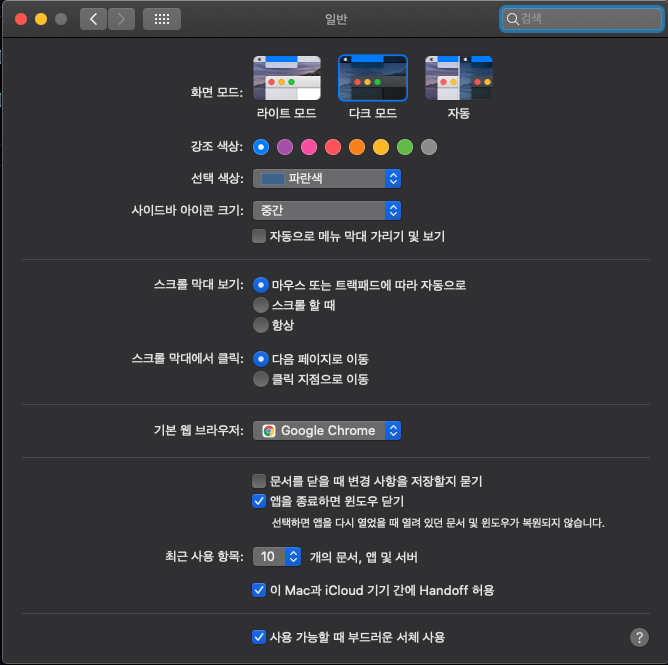 일반
검색
화면 모드:
라이트 모드
다크 모드
자동
강조 색상:
선택 색상:
파란색
사이드바 아이콘 크기:
중간
자동으로 메뉴 막대 가리기 및 보기
스크롤 막대 보기:
마우스 또는 트랙패드에 따라 자동으로
스크롤 할 때
항상
스크롤 막대에서 클릭:
다음 페이지로 이동
클릭 지점으로 이동
기본 웹 브라우저:
Google Chrome
문서를 닫을 때 변경 사항을 저장할지 묻기
앱을 종료하면 윈도우 닫기
선택하면 앱을 다시 열었을 때 열려 있던 문서 및 윈도우가 복원되지 않습니다.
최근 사용 항목:
10
개의 문서, 앱 및 서버
이 Mac과 iCloud 기기 간에 Handoff 허용
사용 가능할 때 부드러운 서체 사용
?